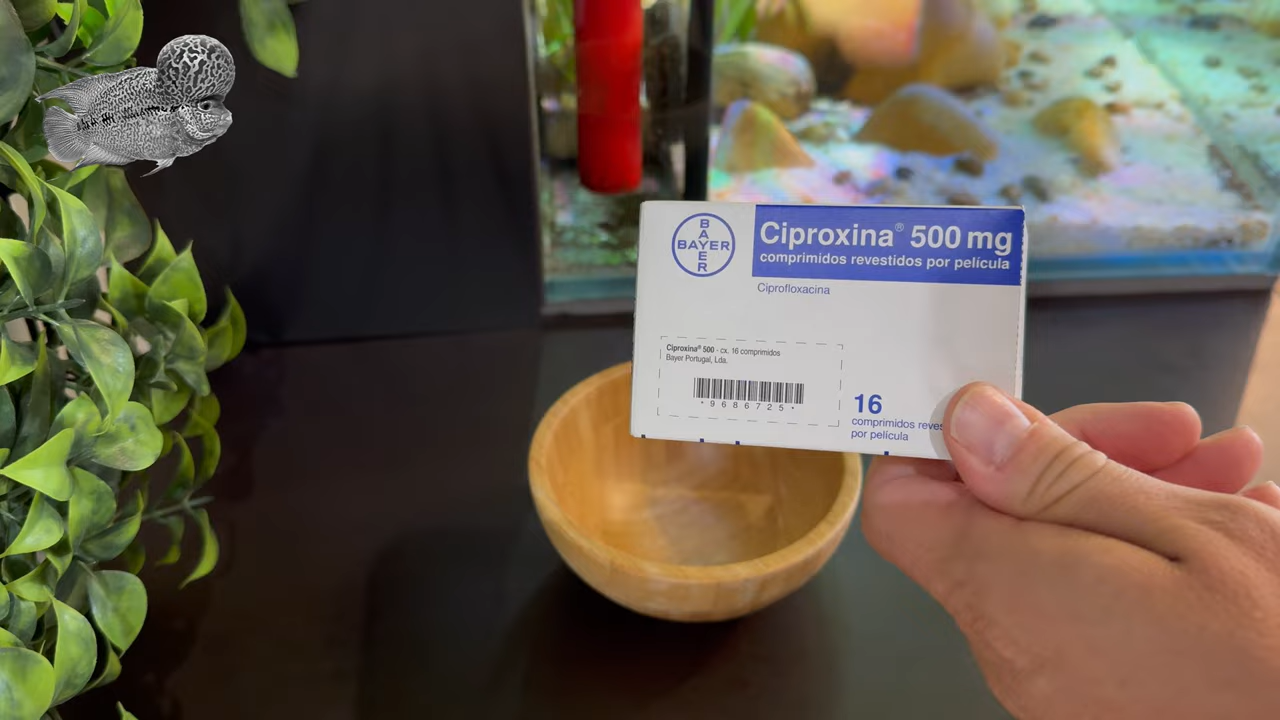 BAYER
BAYER
Ciproxina® 500 mg
comprimidos revestidos por película
Ciprofloxacina
Ciproxina® 500 - cx. 16 comprimidos
Bayer Portugal, Lda.
*9686725*
16
comprimidos reves
por película